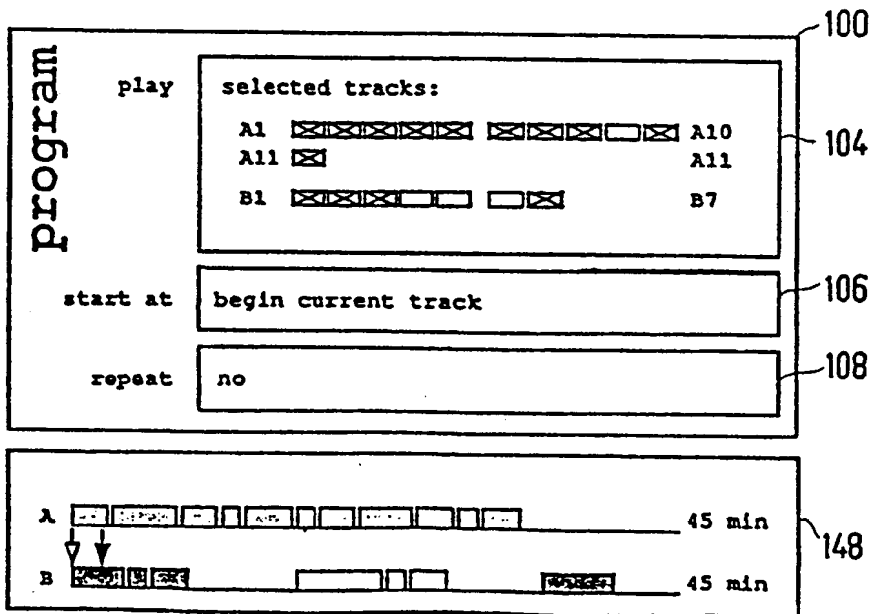 100
program
play
selected tracks:
A1 A10
A11 A11
B1 B7
104
start at
begin current track
106
repeat
no
108
A 45 min
B 45 min
148